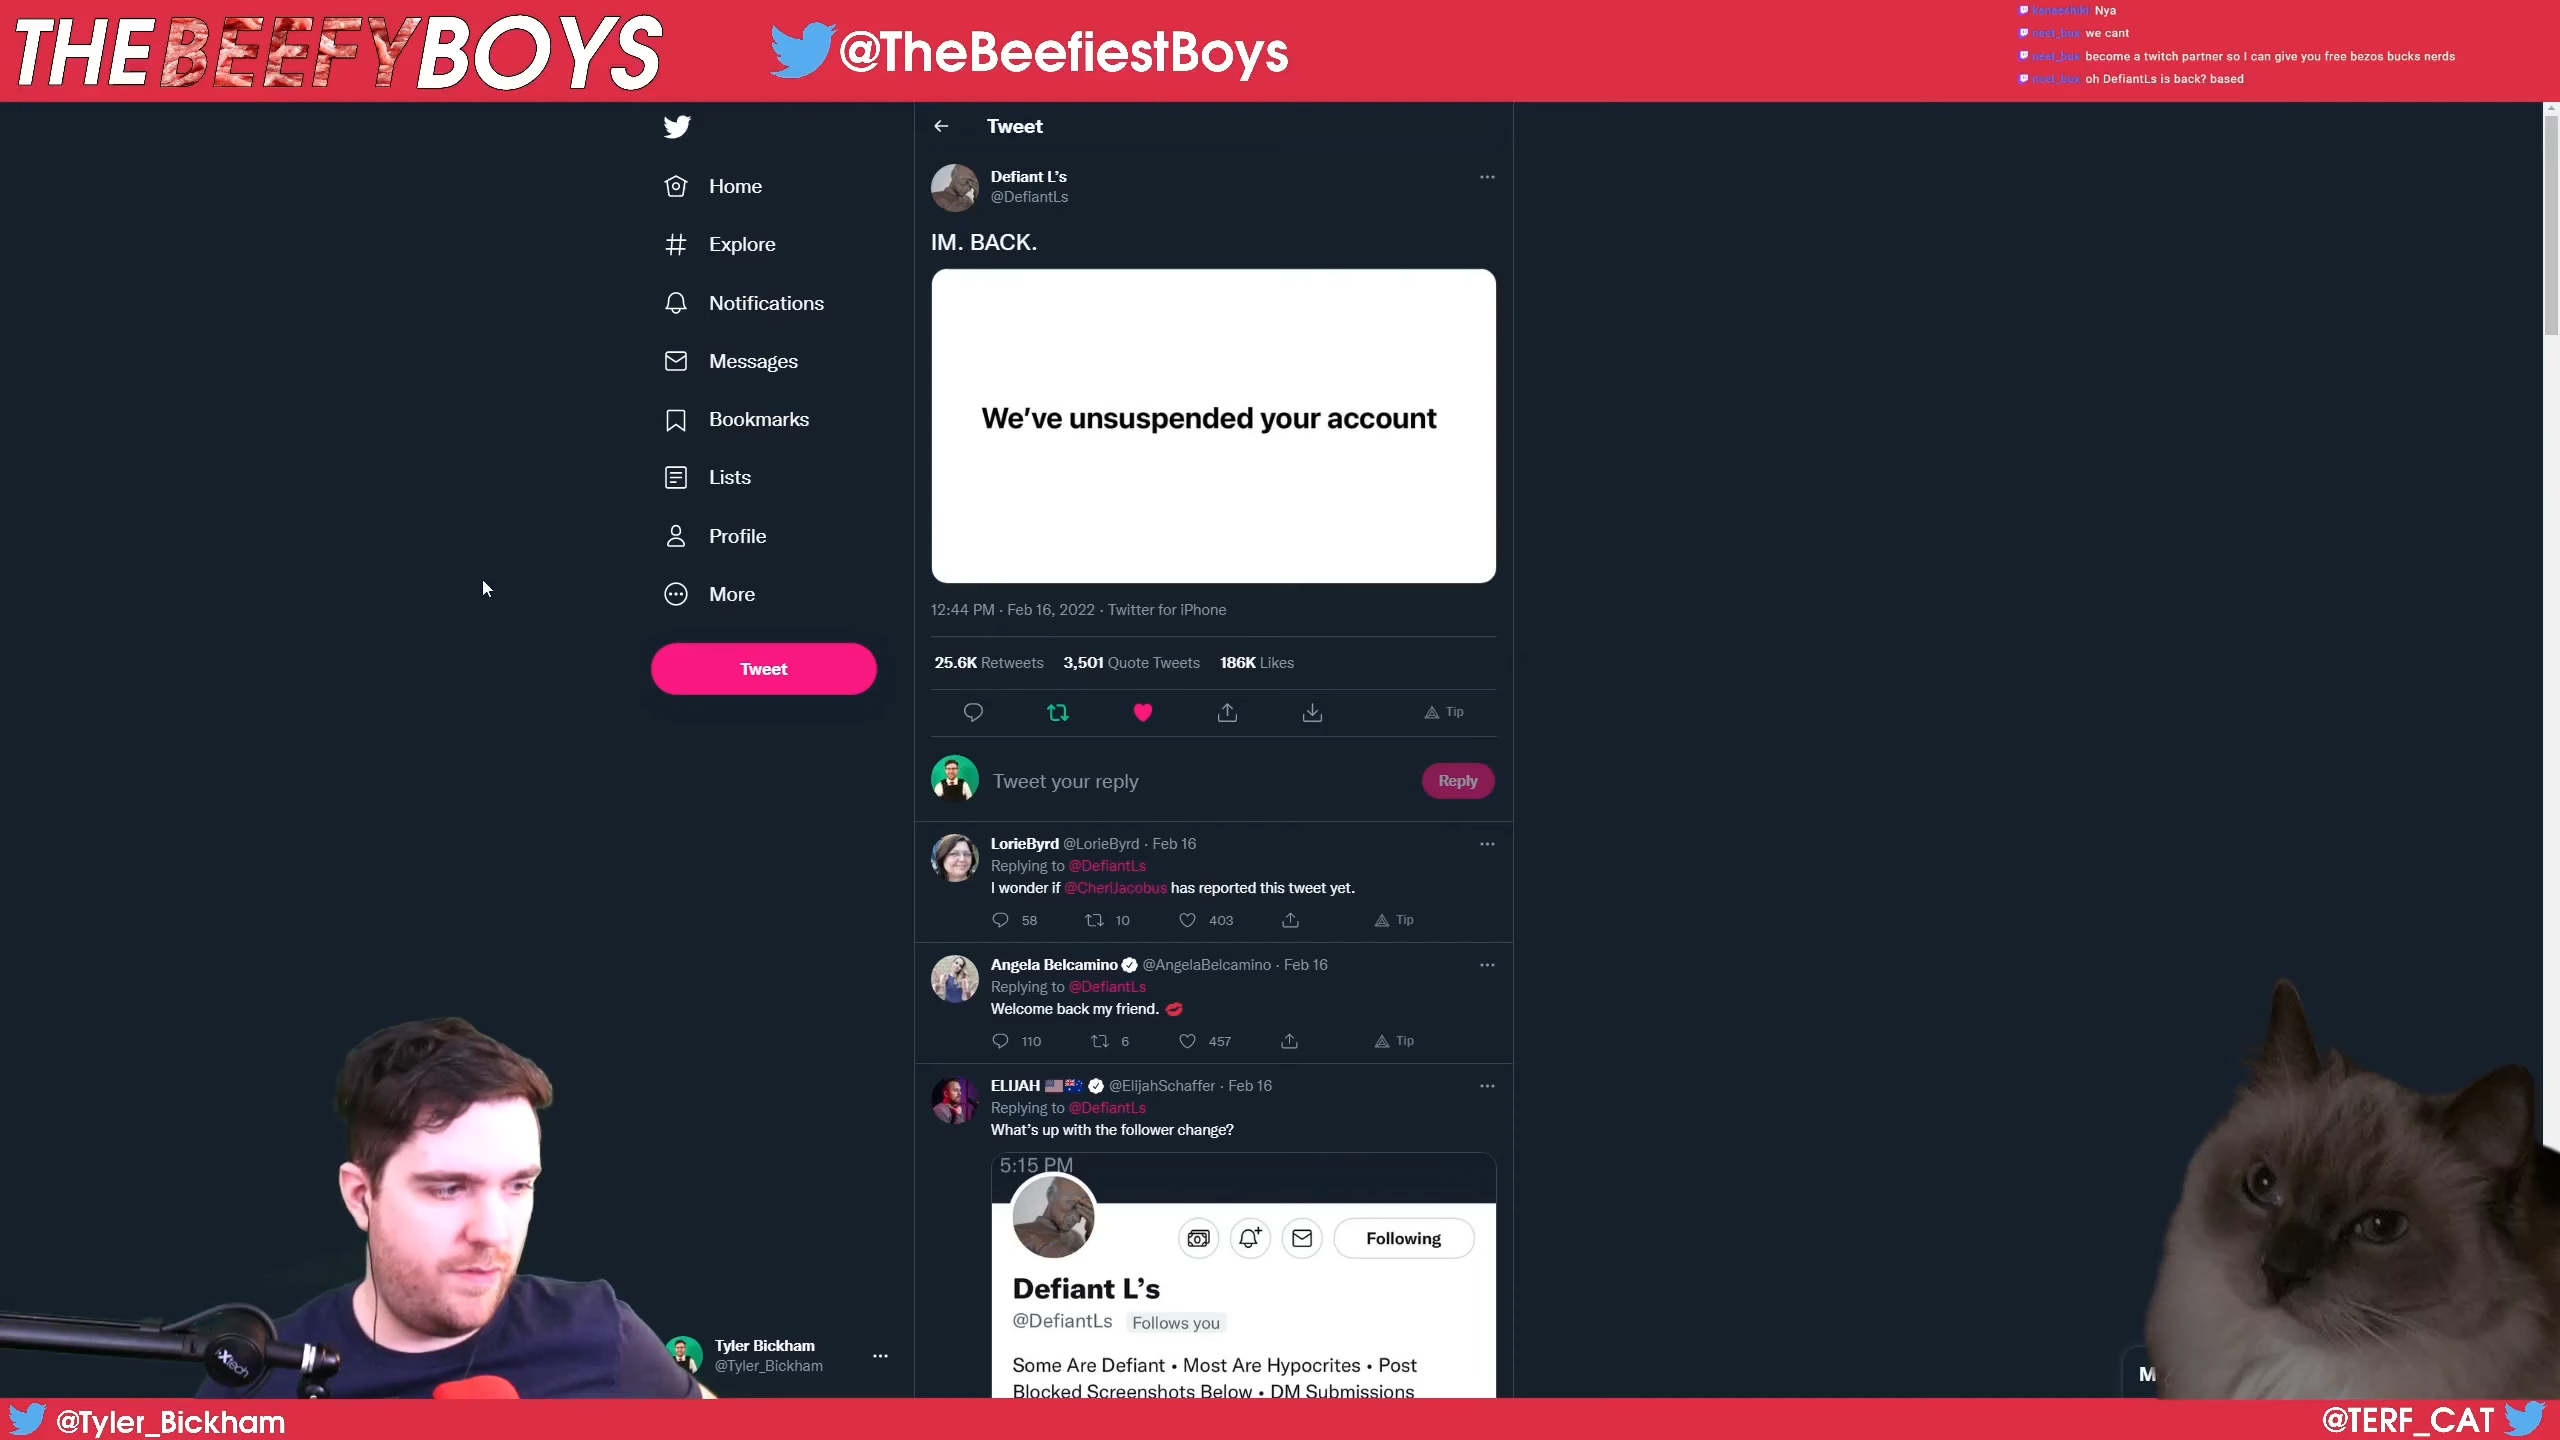 THEBEEFYBOYS
@TheBeefiestBoys
kanaeshiki Nya
neet_bux we cant
neet_bux become a twitch partner so I can give you free bezos bucks nerds
neet_bux oh DefiantLs is back? based
Home
Explore
Notifications
Messages
Bookmarks
Lists
Profile
More
Tweet
Tweet
Defiant L's
@DefiantLs
IM. BACK.
We've unsuspended your account
12:44 PM · Feb 16, 2022 · Twitter for iPhone
25.6K Retweets 3,501 Quote Tweets 186K Likes
Tip
Tweet your reply
Reply
LorieByrd @LorieByrd · Feb 16
Replying to @DefiantLs
I wonder if @CheriJacobus has reported this tweet yet.
58 10 403 Tip
Angela Belcamino @AngelaBelcamino · Feb 16
Replying to @DefiantLs
Welcome back my friend. 💋
110 6 457 Tip
ELIJAH 🇺🇸🇦🇺 @ElijahSchaffer · Feb 16
Replying to @DefiantLs
What's up with the follower change?
5:15 PM
Following
Defiant L's
@DefiantLs Follows you
Some Are Defiant • Most Are Hypocrites • Post
Blocked Screenshots Below • DM Submissions
Tyler Bickham
@Tyler_Bickham
@Tyler_Bickham
@TERF_CAT